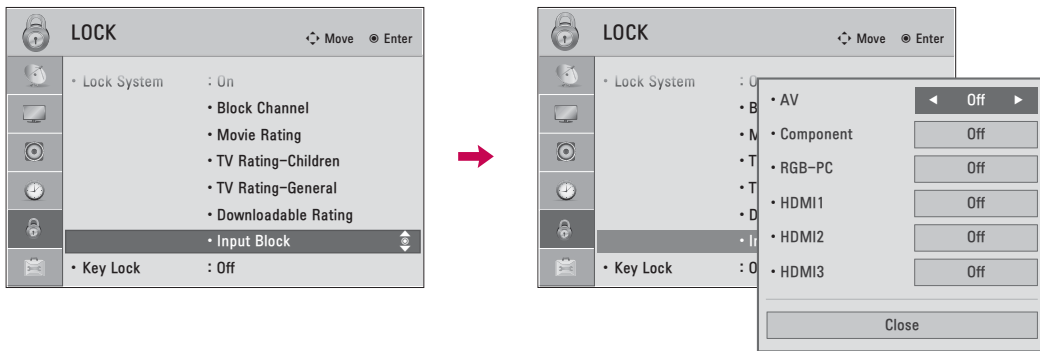 LOCK
Move Enter
• Lock System : On
• Block Channel
• Movie Rating
• TV Rating-Children
• TV Rating-General
• Downloadable Rating
• Input Block
• Key Lock : Off
LOCK
Move Enter
• Lock System : O
• B
• M
• T
• T
• D
• In
• Key Lock : O
• AV ◀ Off ▶
• Component Off
• RGB-PC Off
• HDMI1 Off
• HDMI2 Off
• HDMI3 Off
Close